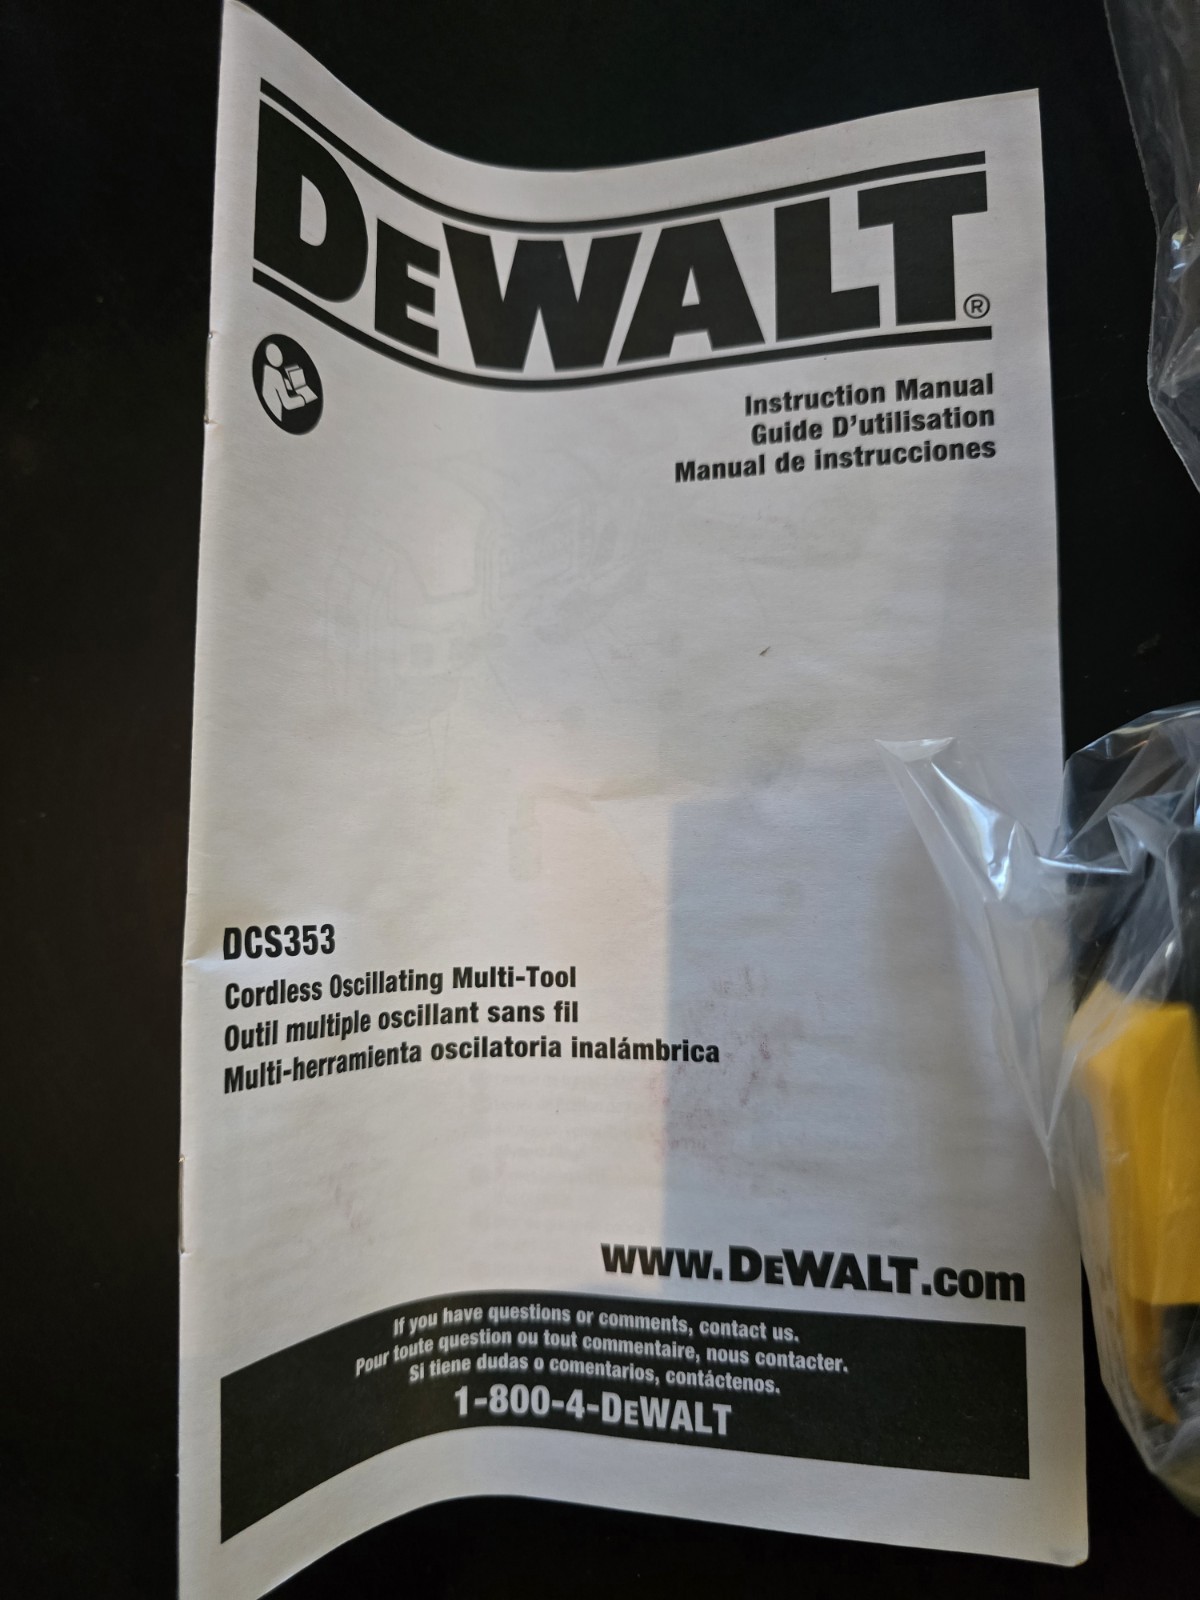 DEWALT®
Instruction Manual
Guide D'utilisation
Manual de instrucciones
DCS353
Cordless Oscillating Multi-Tool
Outil multiple oscillant sans fil
Multi-herramienta oscilatoria inalámbrica
www.DEWALT.com
If you have questions or comments, contact us.
Pour toute question ou tout commentaire, nous contacter.
Si tiene dudas o comentarios, contáctenos.
1-800-4-DEWALT